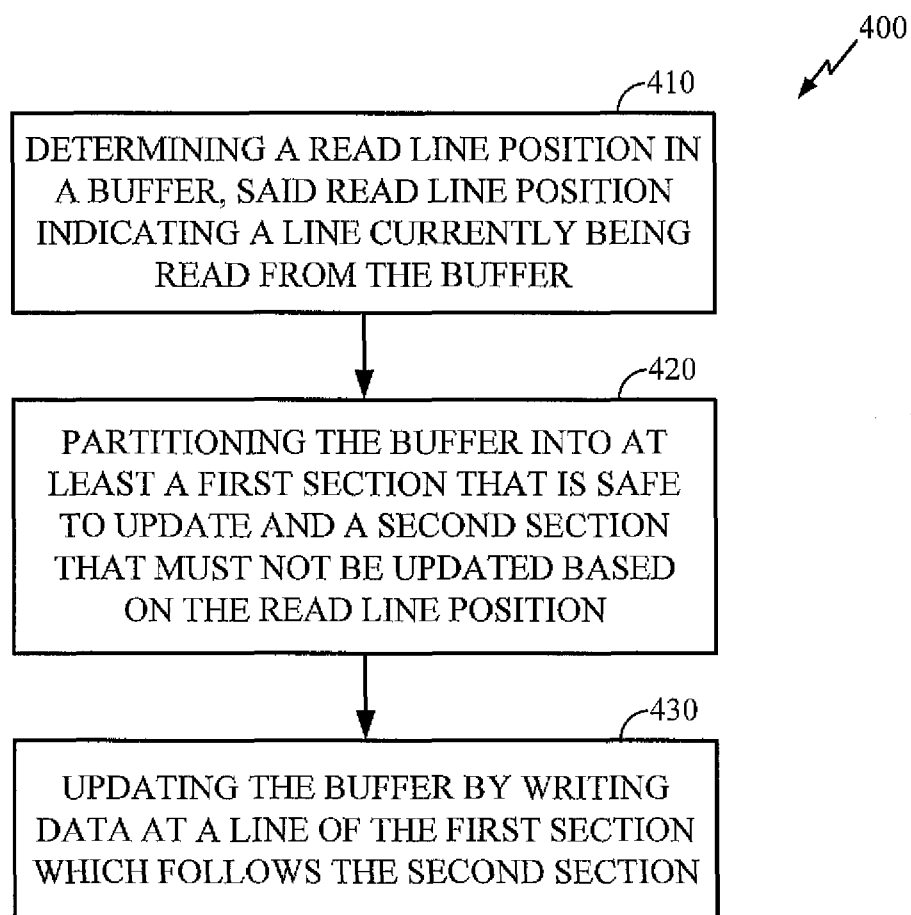 400
410
DETERMINING A READ LINE POSITION IN
A BUFFER, SAID READ LINE POSITION
INDICATING A LINE CURRENTLY BEING
READ FROM THE BUFFER
420
PARTITIONING THE BUFFER INTO AT
LEAST A FIRST SECTION THAT IS SAFE
TO UPDATE AND A SECOND SECTION
THAT MUST NOT BE UPDATED BASED
ON THE READ LINE POSITION
430
UPDATING THE BUFFER BY WRITING
DATA AT A LINE OF THE FIRST SECTION
WHICH FOLLOWS THE SECOND SECTION